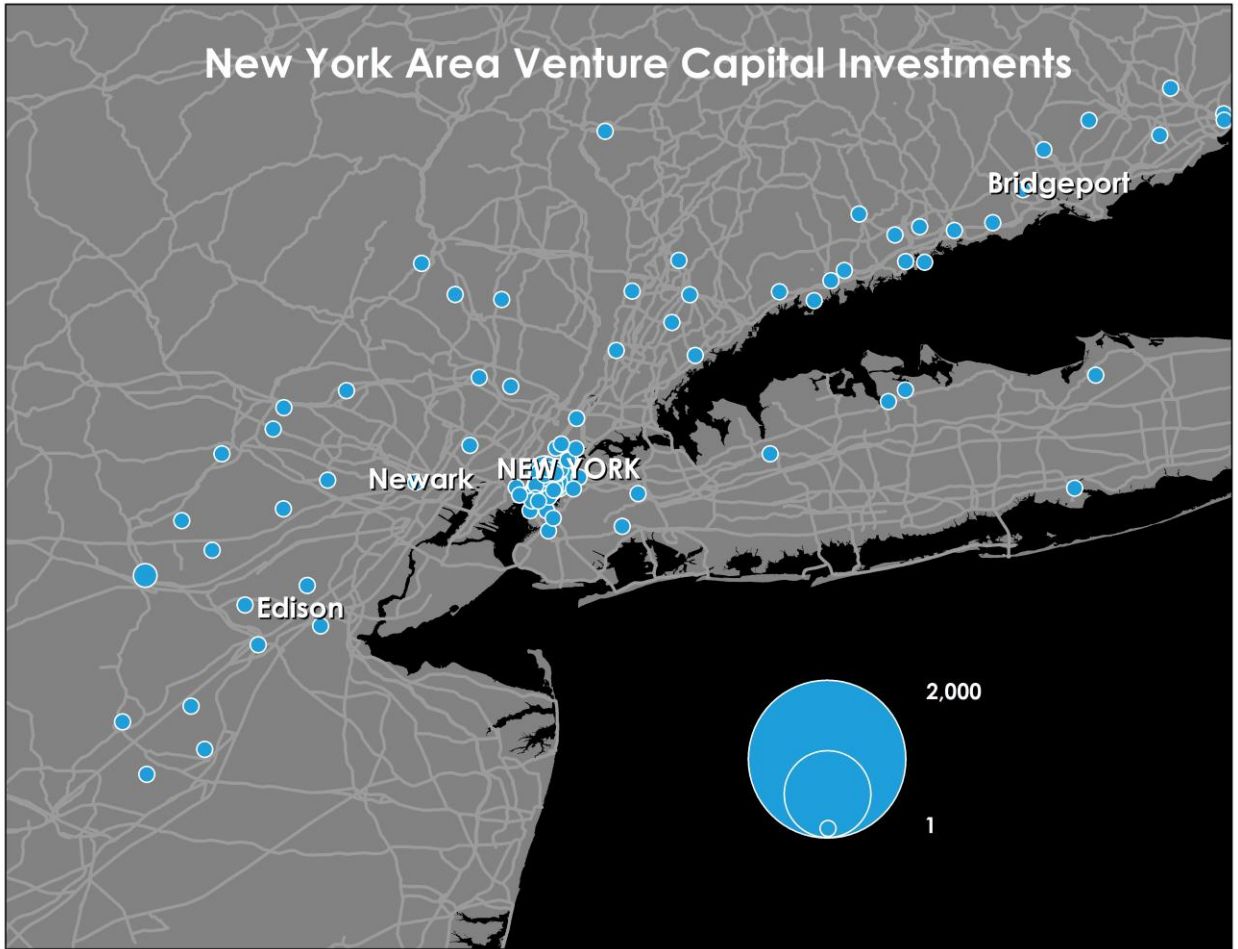 New York Area Venture Capital Investments
Bridgeport
NEW YORK
Newark
Edison
2,000
1